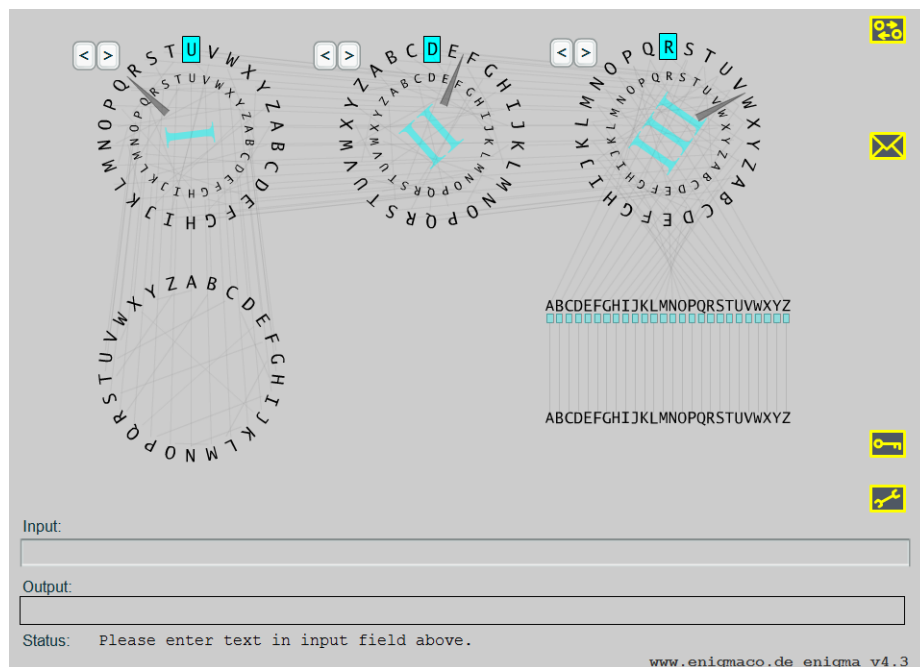 < > < > < >
U V W X Y Z A B C D E F G H I J K L M N O P Q R S T
U V W X Y Z A B C D E F G H I J K L M N O P Q R S T
I
D E F G H I J K L M N O P Q R S T U V W X Y Z A B C
D E F G H I J K L M N O P Q R S T U V W X Y Z A B C
II
R S T U V W X Y Z A B C D E F G H I J K L M N O P Q
R S T U V W X Y Z A B C D E F G H I J K L M N O P Q
III
A B C D E F G H I J K L M N O P Q R S T U V W X Y Z
ABCDEFGHIJKLMNOPQRSTUVWXYZ
ABCDEFGHIJKLMNOPQRSTUVWXYZ
Input:
Output:
Status: Please enter text in input field above.
www.enigmaco.de enigma v4.3